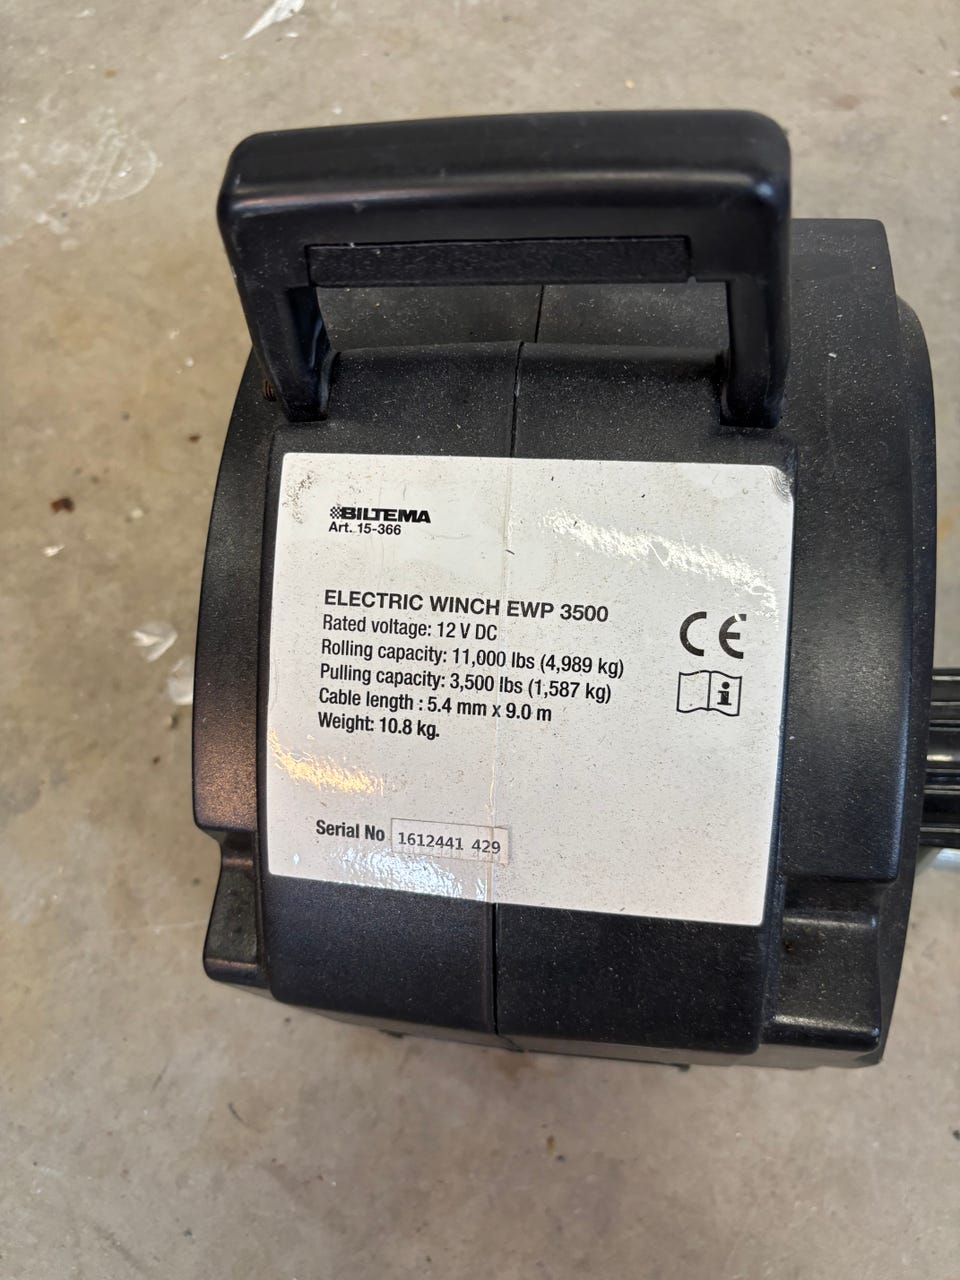 BILTEMA
Art. 15-366
ELECTRIC WINCH EWP 3500
Rated voltage: 12 V DC
Rolling capacity: 11,000 lbs (4,989 kg)
Pulling capacity: 3,500 lbs (1,587 kg)
Cable length : 5.4 mm x 9.0 m
Weight: 10.8 kg.
CE
i
Serial No 1612441 429